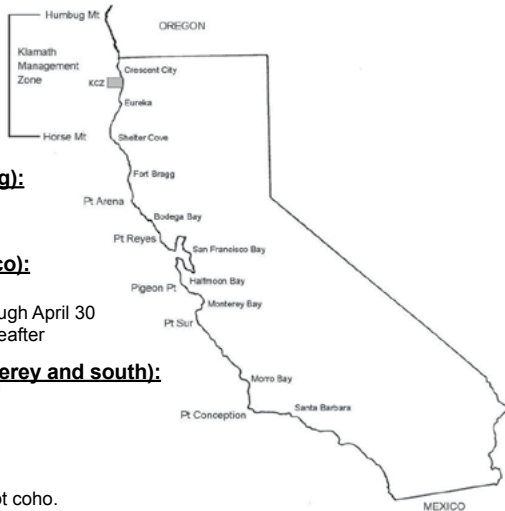 Humbug Mt
OREGON
Klamath
Management
Zone
Crescent City
KCZ
Eureka
Horse Mt
Shelter Cove
g):
Fort Bragg
Pt Arena
Bodega Bay
Pt Reyes
San Francisco Bay
co):
Halfmoon Bay
Pigeon Pt
ugh April 30
Monterey Bay
eafter
Pt Sur
erey and south):
Morro Bay
Santa Barbara
Pt Conception
ot coho.
MEXICO